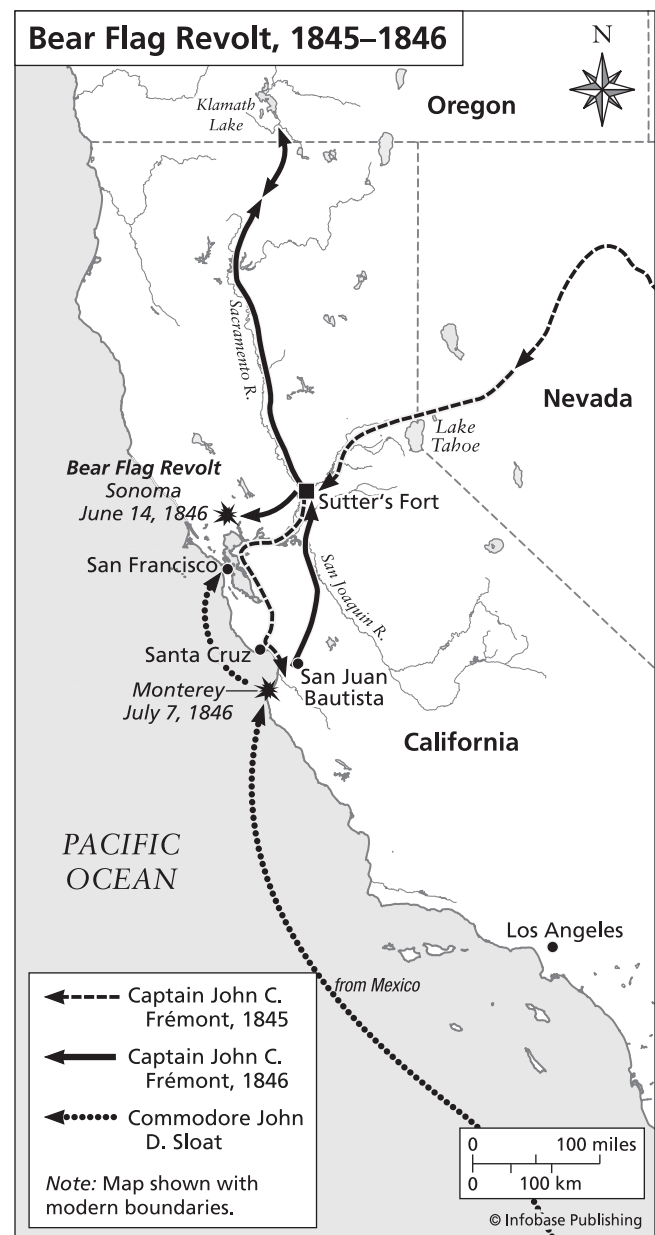 Bear Flag Revolt, 1845–1846
N
Klamath
Lake
Oregon
Sacramento R.
Nevada
Lake
Tahoe
Bear Flag Revolt
Sonoma
June 14, 1846
Sutter's Fort
San Francisco
San Joaquin R.
Santa Cruz
San Juan
Bautista
Monterey
July 7, 1846
California
PACIFIC
OCEAN
Los Angeles
from Mexico
Captain John C.
Frémont, 1845
Captain John C.
Frémont, 1846
Commodore John
D. Sloat
Note: Map shown with
modern boundaries.
0 100 miles
0 100 km
© Infobase Publishing